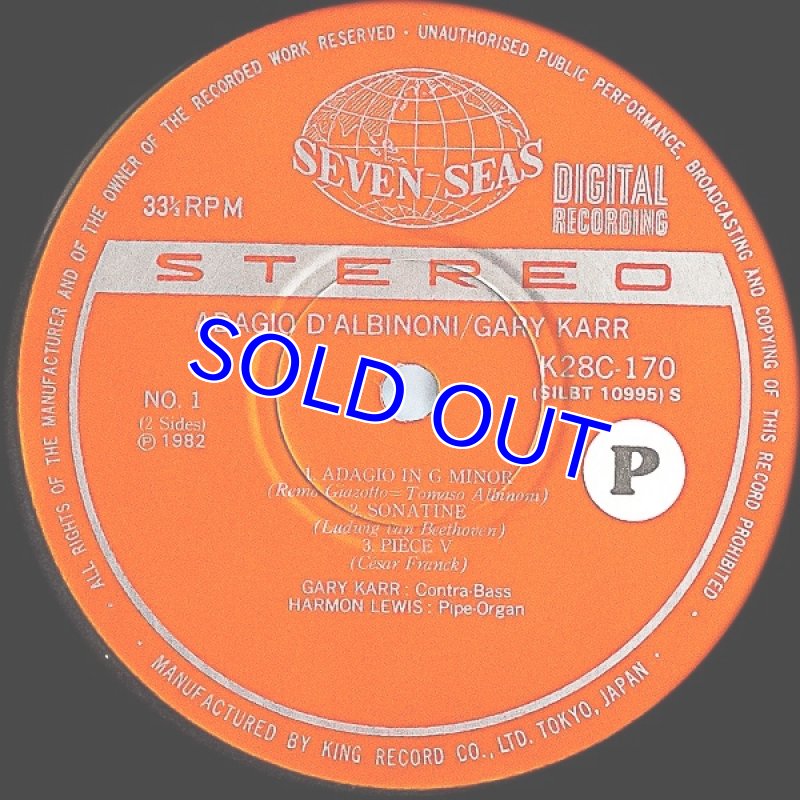 · ALL RIGHTS OF THE MANUFACTURER AND OF THE OWNER OF THE RECORDED WORK RESERVED · UNAUTHORISED PUBLIC PERFORMANCE, BROADCASTING AND COPYING OF THIS RECORD PROHIBITED ·
SEVEN SEAS
33⅓RPM
DIGITAL
RECORDING
STEREO
ADAGIO D'ALBINONI/GARY KARR
K28C-170
(SILBT 10995) S
NO. 1
(2 Sides)
Ⓟ 1982
SOLD OUT
P
1. ADAGIO IN G MINOR
(Remo Giazotto=Tomaso Albinoni)
2. SONATINE
(Ludwig van Beethoven)
3. PIÈCE V
(César Franck)
GARY KARR : Contra-Bass
HARMON LEWIS : Pipe-Organ
· MANUFACTURED BY KING RECORD CO., LTD. TOKYO, JAPAN ·